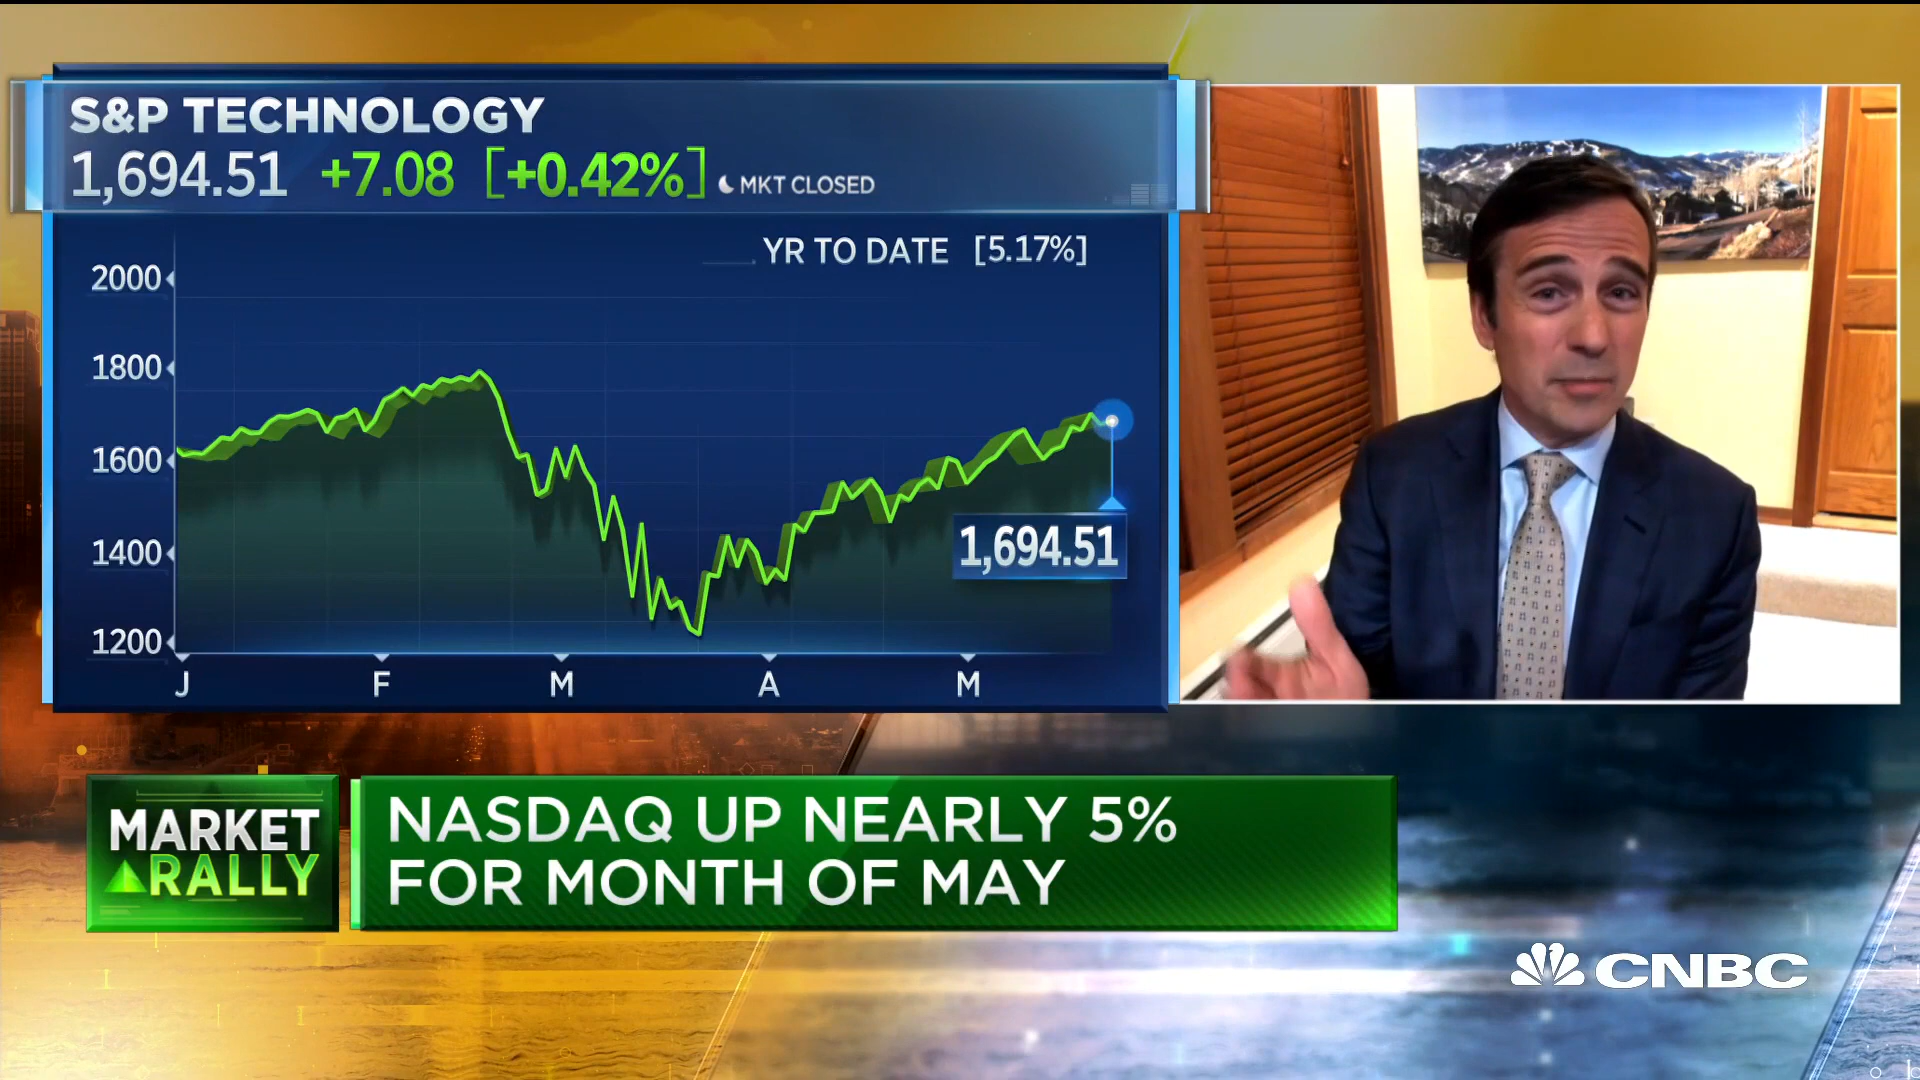 S&P TECHNOLOGY
1,694.51 +7.08 [+0.42%] MKT CLOSED
YR TO DATE [5.17%]
2000
1800
1600
1400
1200
1,694.51
J F M A M
MARKET
RALLY
NASDAQ UP NEARLY 5%
FOR MONTH OF MAY
CNBC